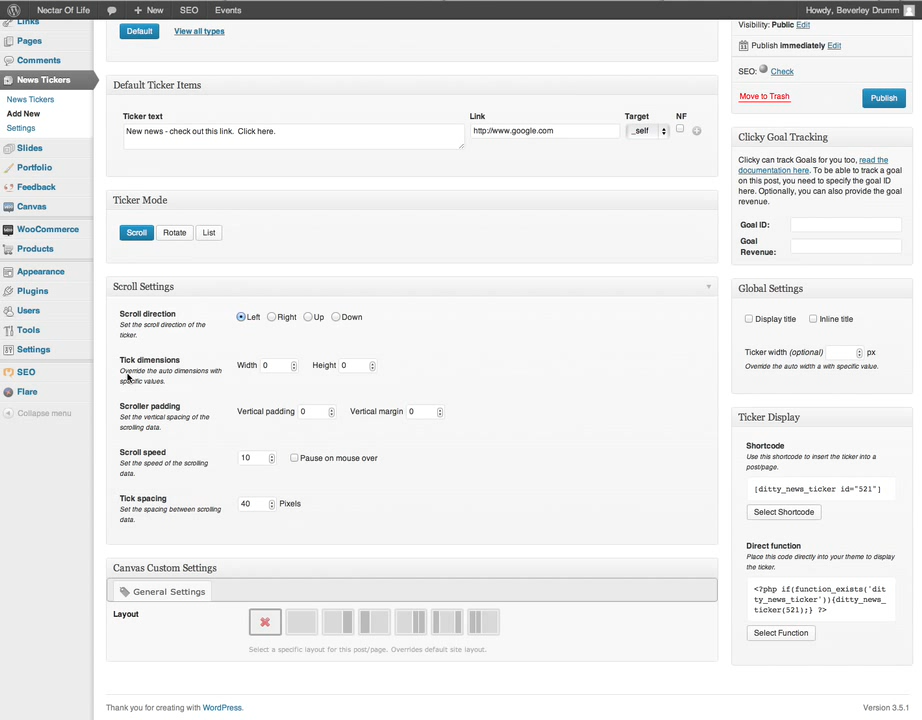 Nectar Of Life
+ New
SEO
Events
Howdy, Beverley Drumm
Links
Pages
Comments
News Tickers
News Tickers
Add New
Settings
Slides
Portfolio
Feedback
Canvas
WooCommerce
Products
Appearance
Plugins
Users
Tools
Settings
SEO
Flare
Collapse menu
Default
View all types
Default Ticker Items
Ticker text
Link
Target
NF
New news - check out this link. Click here.
http://www.google.com
_self
Ticker Mode
Scroll
Rotate
List
Scroll Settings
Scroll direction
Set the scroll direction of the
ticker.
Left
Right
Up
Down
Tick dimensions
Override the auto dimensions with
specific values.
Width 0
Height 0
Scroller padding
Set the vertical spacing of the
scrolling data.
Vertical padding 0
Vertical margin 0
Scroll speed
Set the speed of the scrolling
data.
10
Pause on mouse over
Tick spacing
Set the spacing between scrolling
data.
40 Pixels
Canvas Custom Settings
General Settings
Layout
Select a specific layout for this post/page. Overrides default site layout.
Thank you for creating with WordPress.
Version 3.5.1
Visibility: Public Edit
Publish immediately Edit
SEO: Check
Move to Trash
Publish
Clicky Goal Tracking
Clicky can track Goals for you too, read the
documentation here. To be able to track a goal
on this post, you need to specify the goal ID
here. Optionally, you can also provide the goal
revenue.
Goal ID:
Goal
Revenue:
Global Settings
Display title
Inline title
Ticker width (optional)
px
Override the auto width a with specific value.
Ticker Display
Shortcode
Use this shortcode to insert the ticker into a
post/page.
[ditty_news_ticker id="521"]
Select Shortcode
Direct function
Place this code directly into your theme to display
the ticker.
<?php if(function_exists('dit
ty_news_ticker')){ditty_news_
ticker(521);} ?>
Select Function